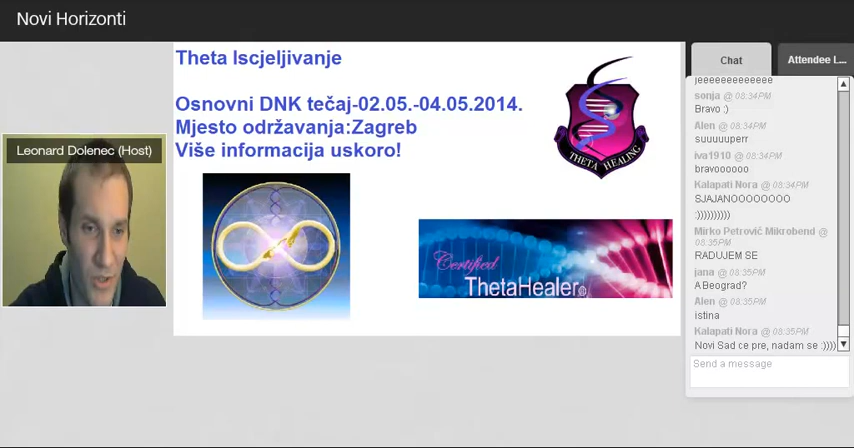 Novi Horizonti
Theta Iscjeljivanje
Osnovni DNK tečaj-02.05.-04.05.2014.
Mjesto održavanja:Zagreb
Više informacija uskoro!
THETA HEALING
Leonard Dolenec (Host)
Certified
ThetaHealer®
Chat
Attendee L...
jeeeeeeeeeeeee
sonja @ 08:34PM
Bravo :)
Alen @ 08:34PM
suuuuuperr
iva1910 @ 08:34PM
bravooooo
Kalapati Nora @ 08:34PM
SJAJANOOOOOOOO
:))))))))))
Mirko Petrovič Mikrobend @
08:35PM
RADUJEM SE
jana @ 08:35PM
A Beograd?
Alen @ 08:35PM
istina
Kalapati Nora @ 08:35PM
Novi Sad ce pre, nadam se :))))
Send a message